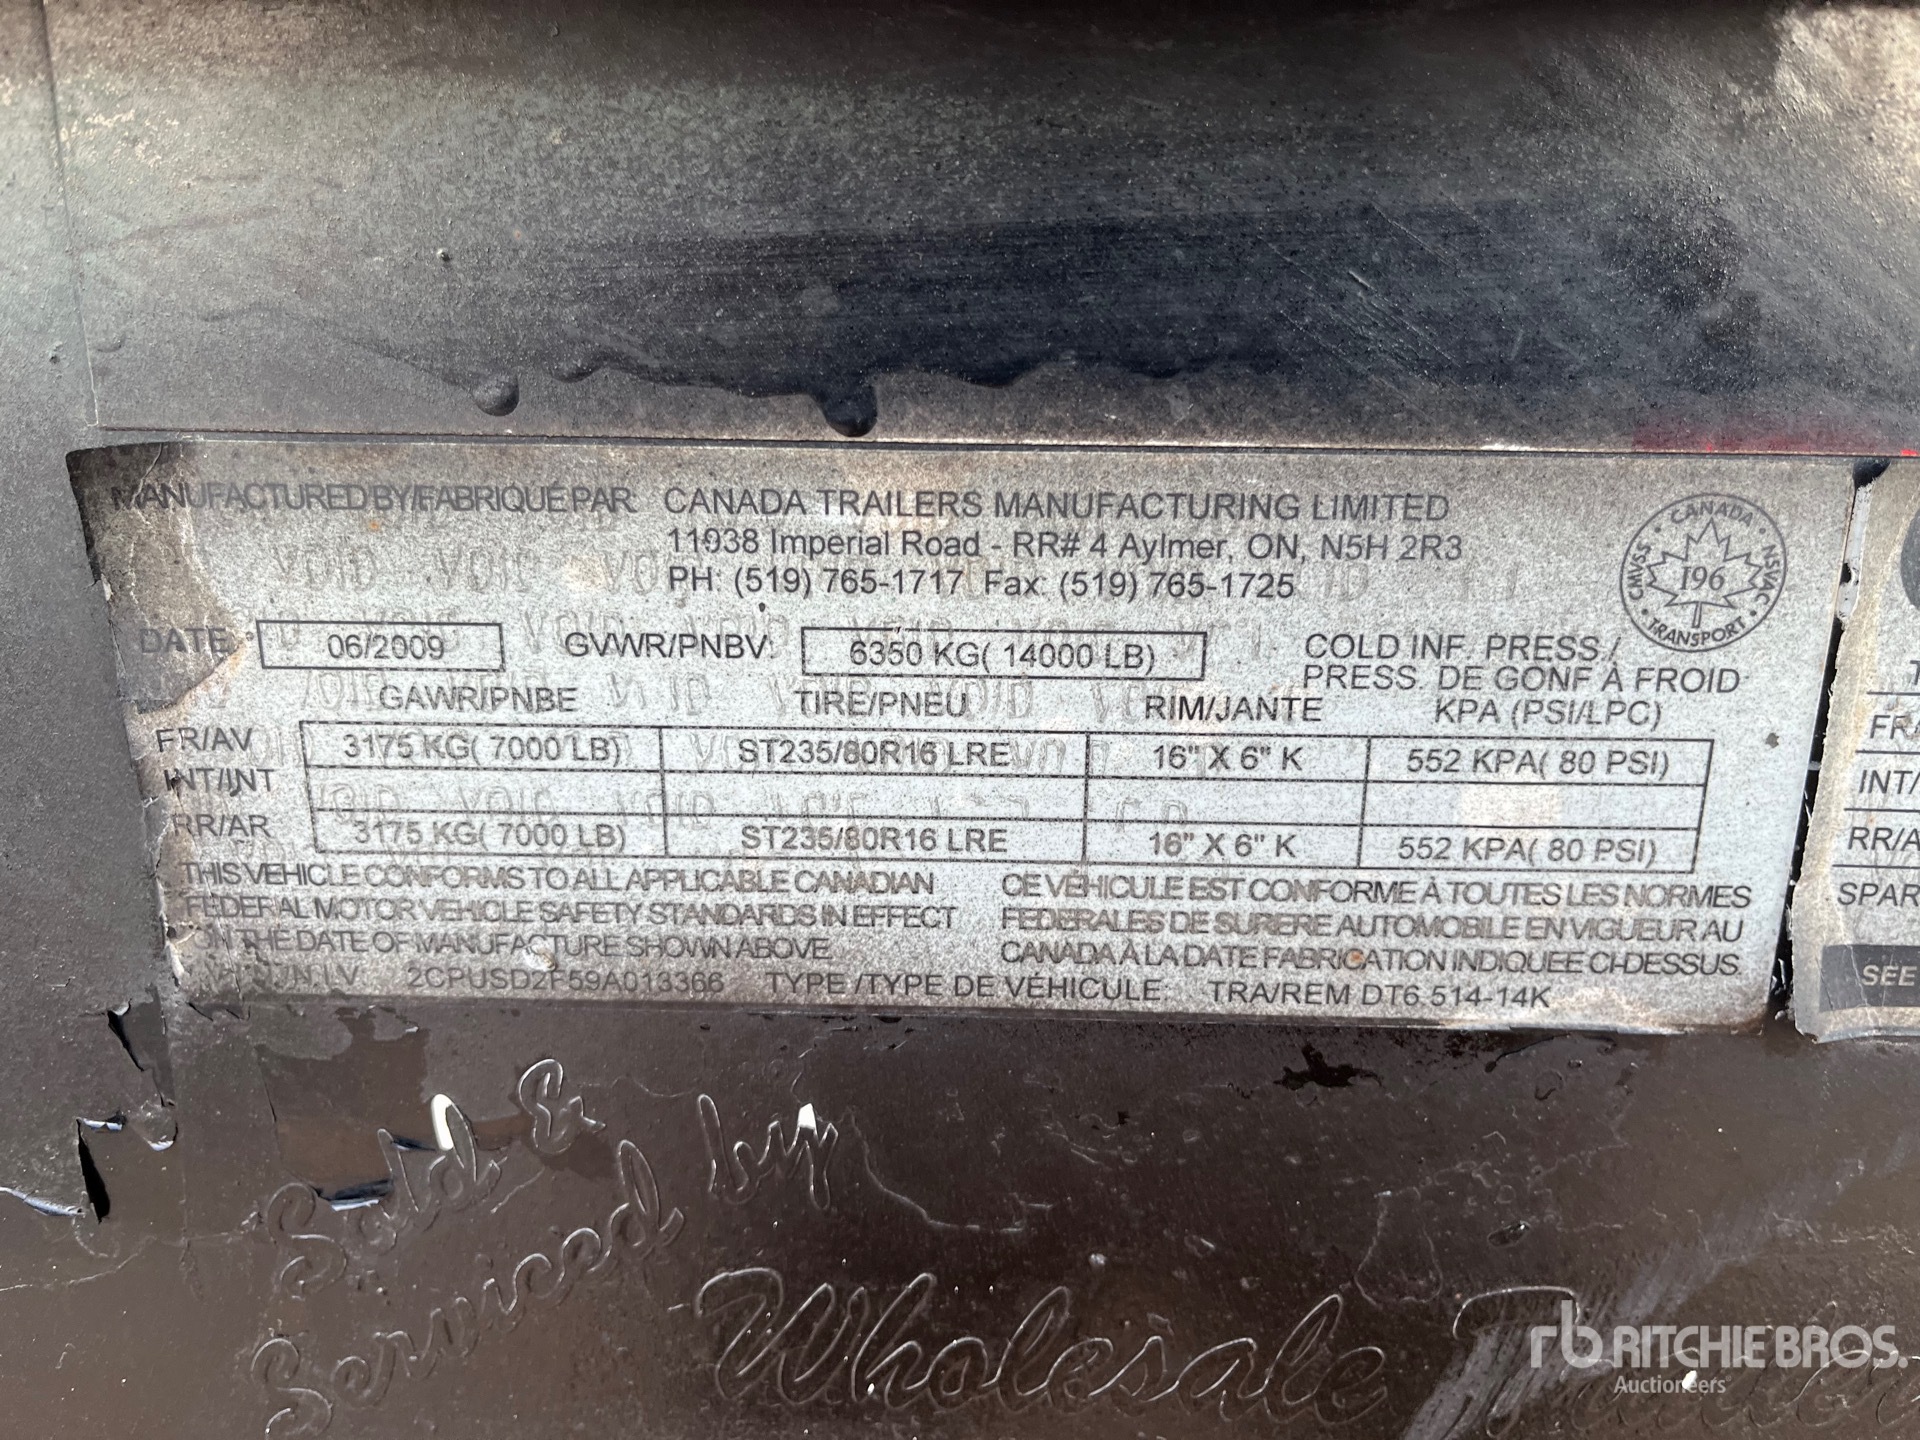 MANUFACTURED BY/FABRIQUÉ PAR CANADA TRAILERS MANUFACTURING LIMITED
11938 Imperial Road - RR# 4 Aylmer, ON, N5H 2R3
PH: (519) 765-1717 Fax: (519) 765-1725
CANADA
CMVSS NSVAC
196
TRANSPORT
DATE 06/2009 GVWR/PNBV: 6350 KG( 14000 LB) COLD INF. PRESS./
PRESS. DE GONF À FROID
GAWR/PNBE TIRE/PNEU RIM/JANTE KPA (PSI/LPC)
FR/AV 3175 KG( 7000 LB) ST235/80R16 LRE 16" X 6" K 552 KPA( 80 PSI)
INT/INT
RR/AR 3175 KG( 7000 LB) ST235/80R16 LRE 16" X 6" K 552 KPA( 80 PSI)
THIS VEHICLE CONFORMS TO ALL APPLICABLE CANADIAN
FEDERAL MOTOR VEHICLE SAFETY STANDARDS IN EFFECT
ON THE DATE OF MANUFACTURE SHOWN ABOVE
CE VÉHICULE EST CONFORME À TOUTES LES NORMES
FEDERALES DE SURIERE AUTOMOBILE EN VIGUEUR AU
CANADA À LA DATE FABRICATION INDIQUEE CI-DESSUS.
2CPUSD2F59A013366 TYPE /TYPE DE VÉHICULE: TRA/REM DT6.514-14K
FR
INT/
RR/A
SPAR
SEE
Sold &
Serviced by
Wholesale
rb RITCHIE BROS.
Auctioneers